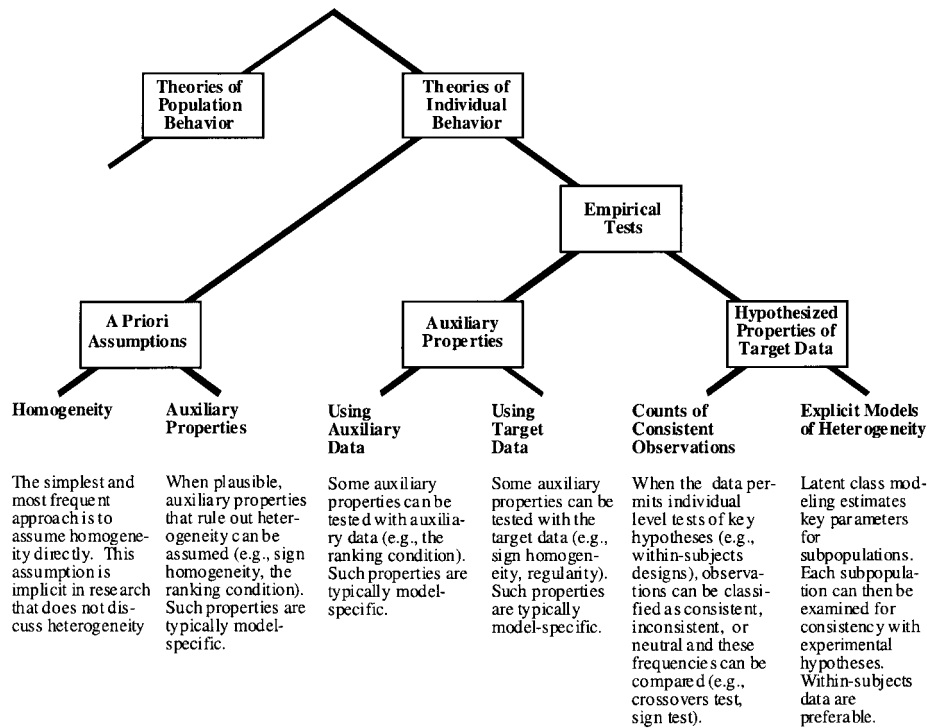 Theories of
Population
Behavior
Theories of
Individual
Behavior
Empirical
Tests
A Priori
Assumptions
Auxiliary
Properties
Hypothesized
Properties of
Target Data
Homogeneity
The simplest and
most frequent
approach is to
assume homogene-
ity directly. This
assumption is
implicit in research
that does not dis-
cuss heterogeneity
Auxiliary
Properties
When plausible,
auxiliary properties
that rule out heter-
ogeneity can be
assumed (e.g., sign
homogeneity, the
ranking condition).
Such properties are
typically model-
specific.
Using
Auxiliary
Data
Some auxiliary
properties can be
tested with auxilia-
ry data (e.g., the
ranking condition).
Such properties are
typically model-
specific.
Using
Target
Data
Some auxiliary
properties can be
tested with the
target data (e.g.,
sign homogen-
eity, regularity).
Such properties
are typically
model-specific.
Counts of
Consistent
Observations
When the data per-
mits individual
level tests of key
hypotheses (e.g.,
within-subjects
designs), observa-
tions can be classi-
fied as consistent,
inconsistent, or
neutral and these
frequencies can be
compared (e.g.,
crossovers test,
sign test).
Explicit Models
of Heterogeneity
Latent class mod-
eling estimates
key parameters
for
subpopulations.
Each subpopula-
tion can then be
examined for
consistency with
experimental
hypotheses.
Within-subjects
data are
preferable.